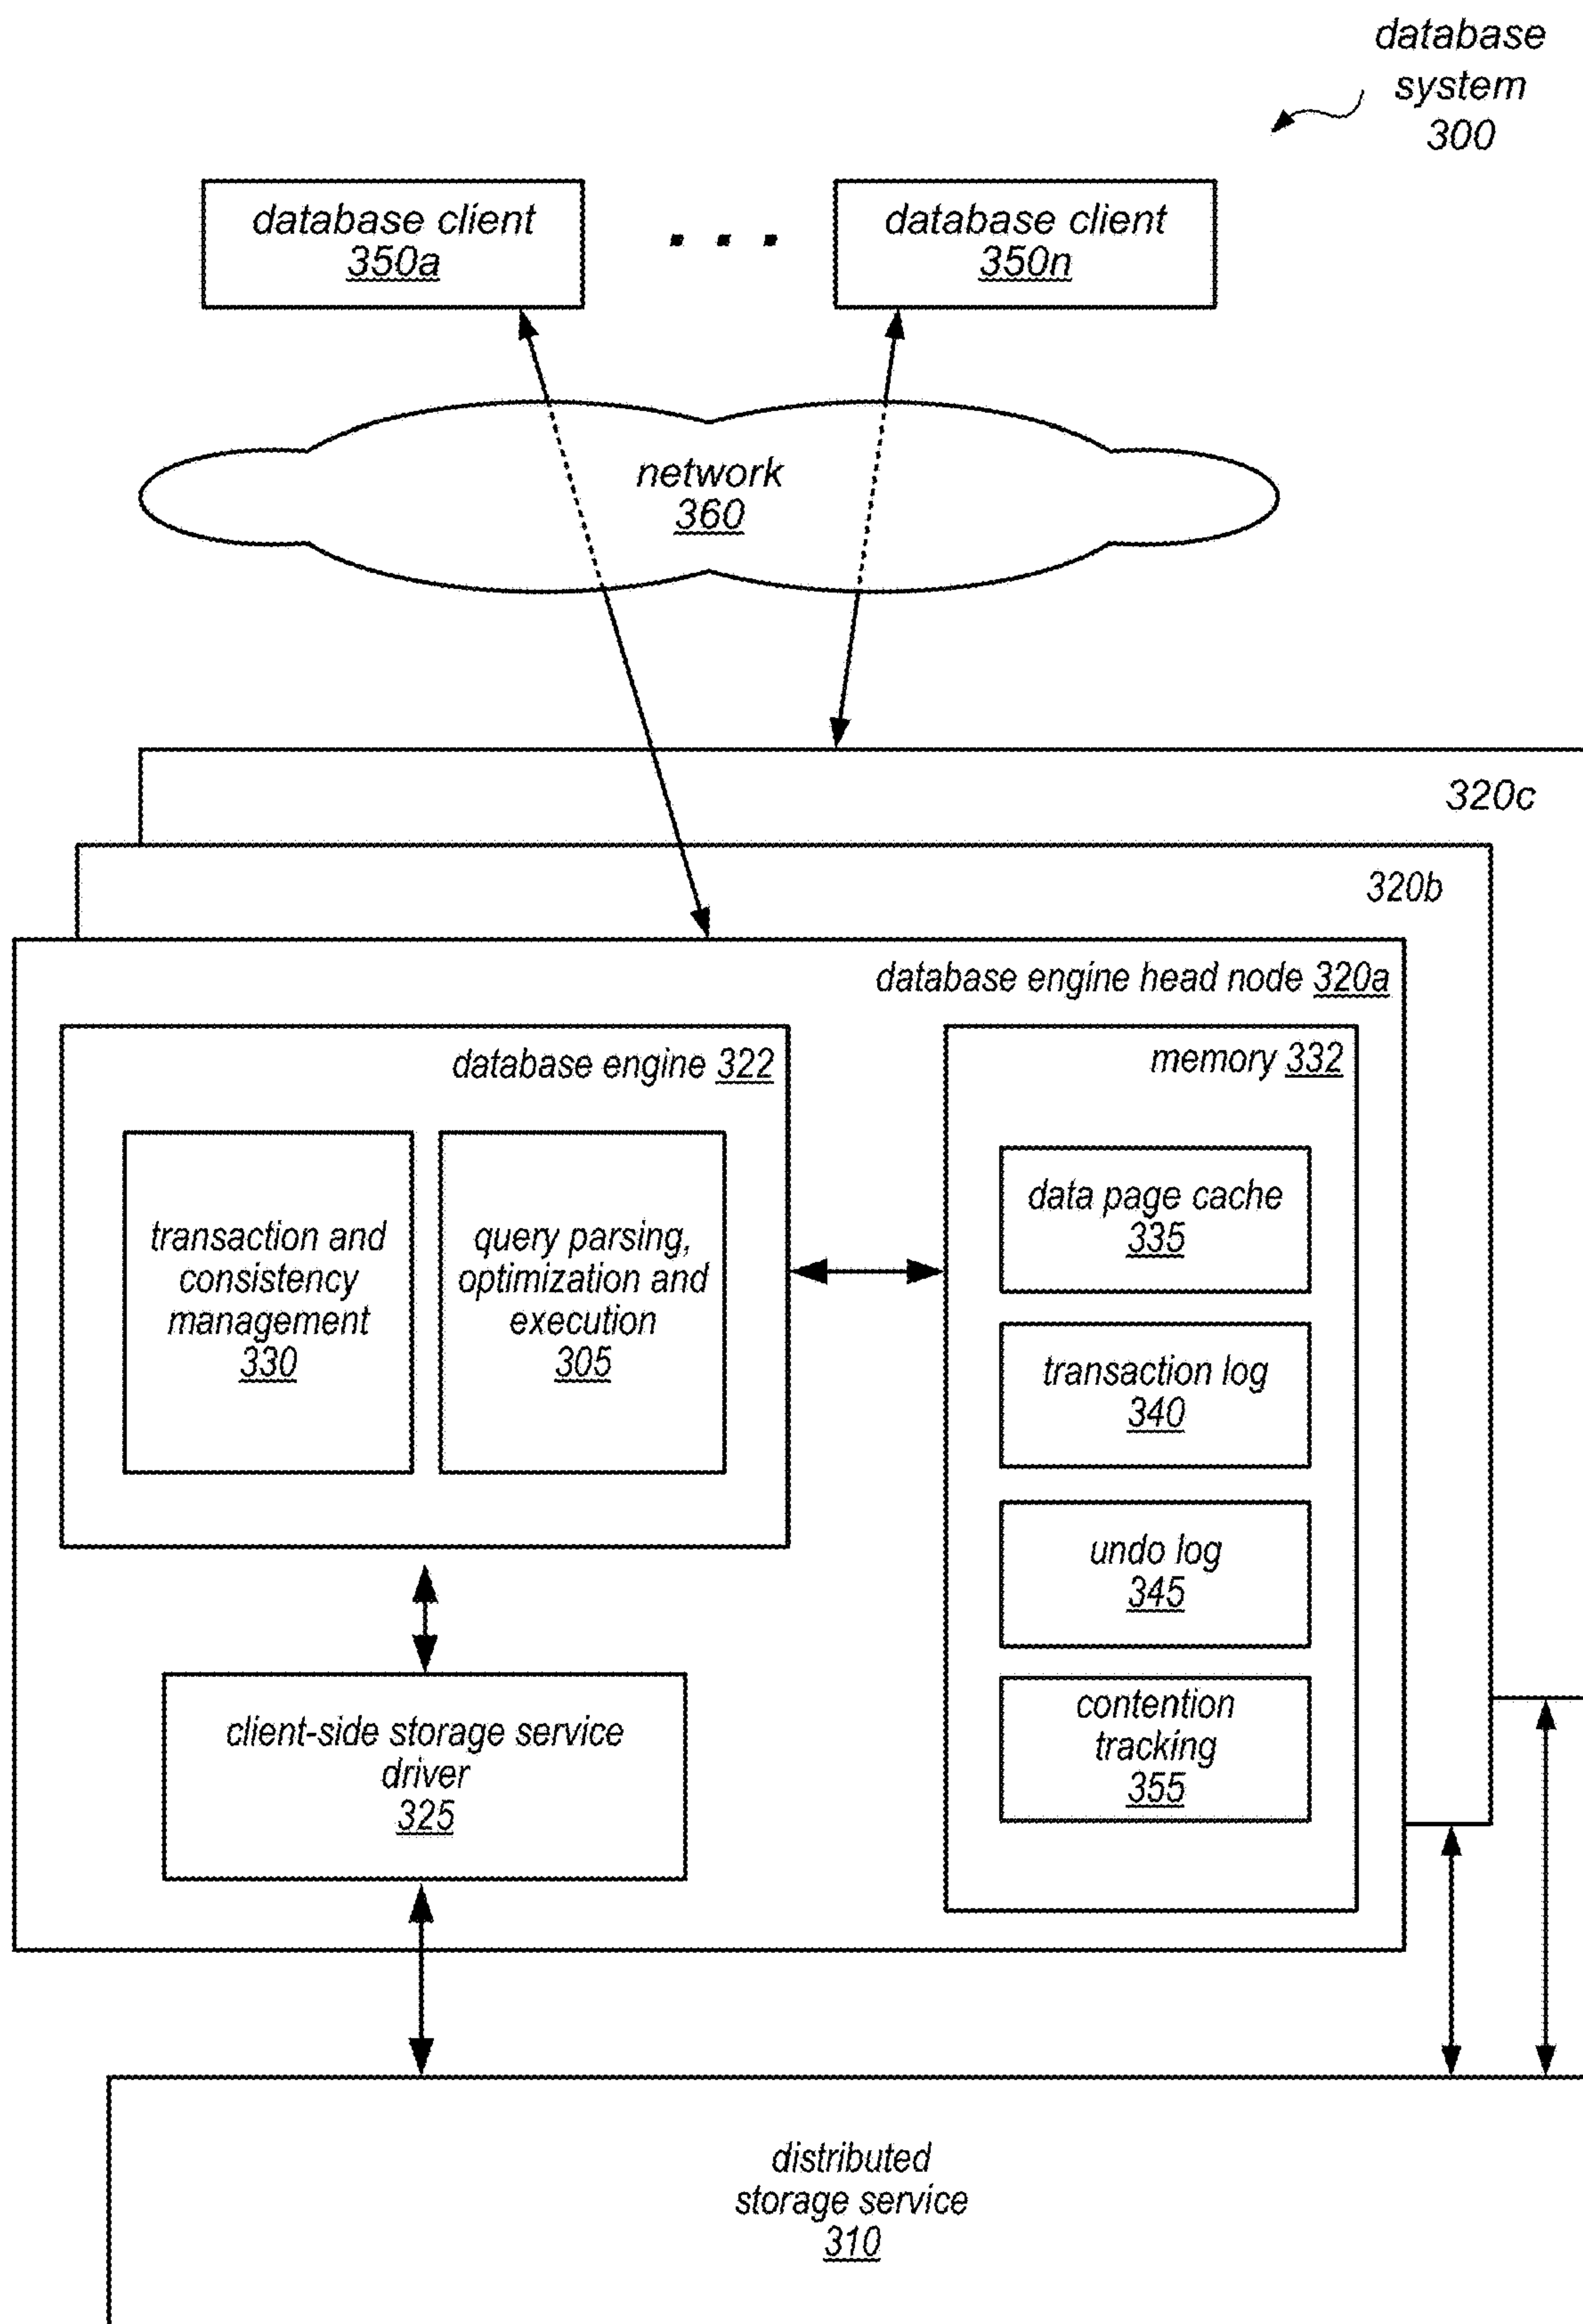 database
system
300
database client
350a
. . .
database client
350n
network
360
320c
320b
database engine head node 320a
database engine 322
transaction and
consistency
management
330
query parsing,
optimization and
execution
305
memory 332
data page cache
335
transaction log
340
undo log
345
contention
tracking
355
client-side storage service
driver
325
distributed
storage service
310